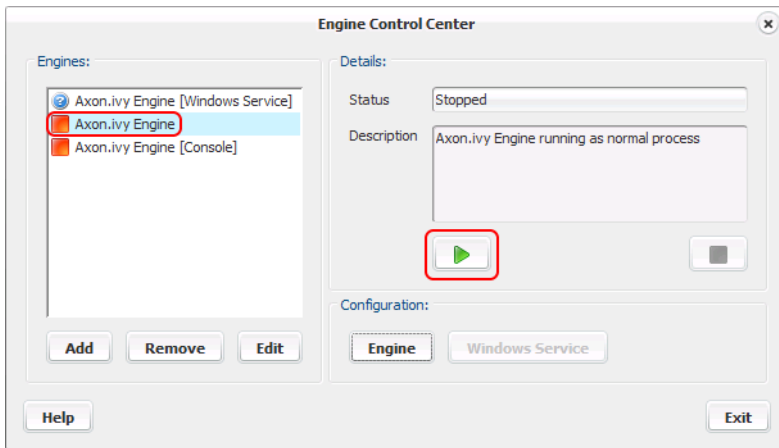 Engine Control Center
Engines:
Axon.ivy Engine [Windows Service]
Axon.ivy Engine
Axon.ivy Engine [Console]
Add
Remove
Edit
Details:
Status
Stopped
Description
Axon.ivy Engine running as normal process
Configuration:
Engine
Windows Service
Help
Exit